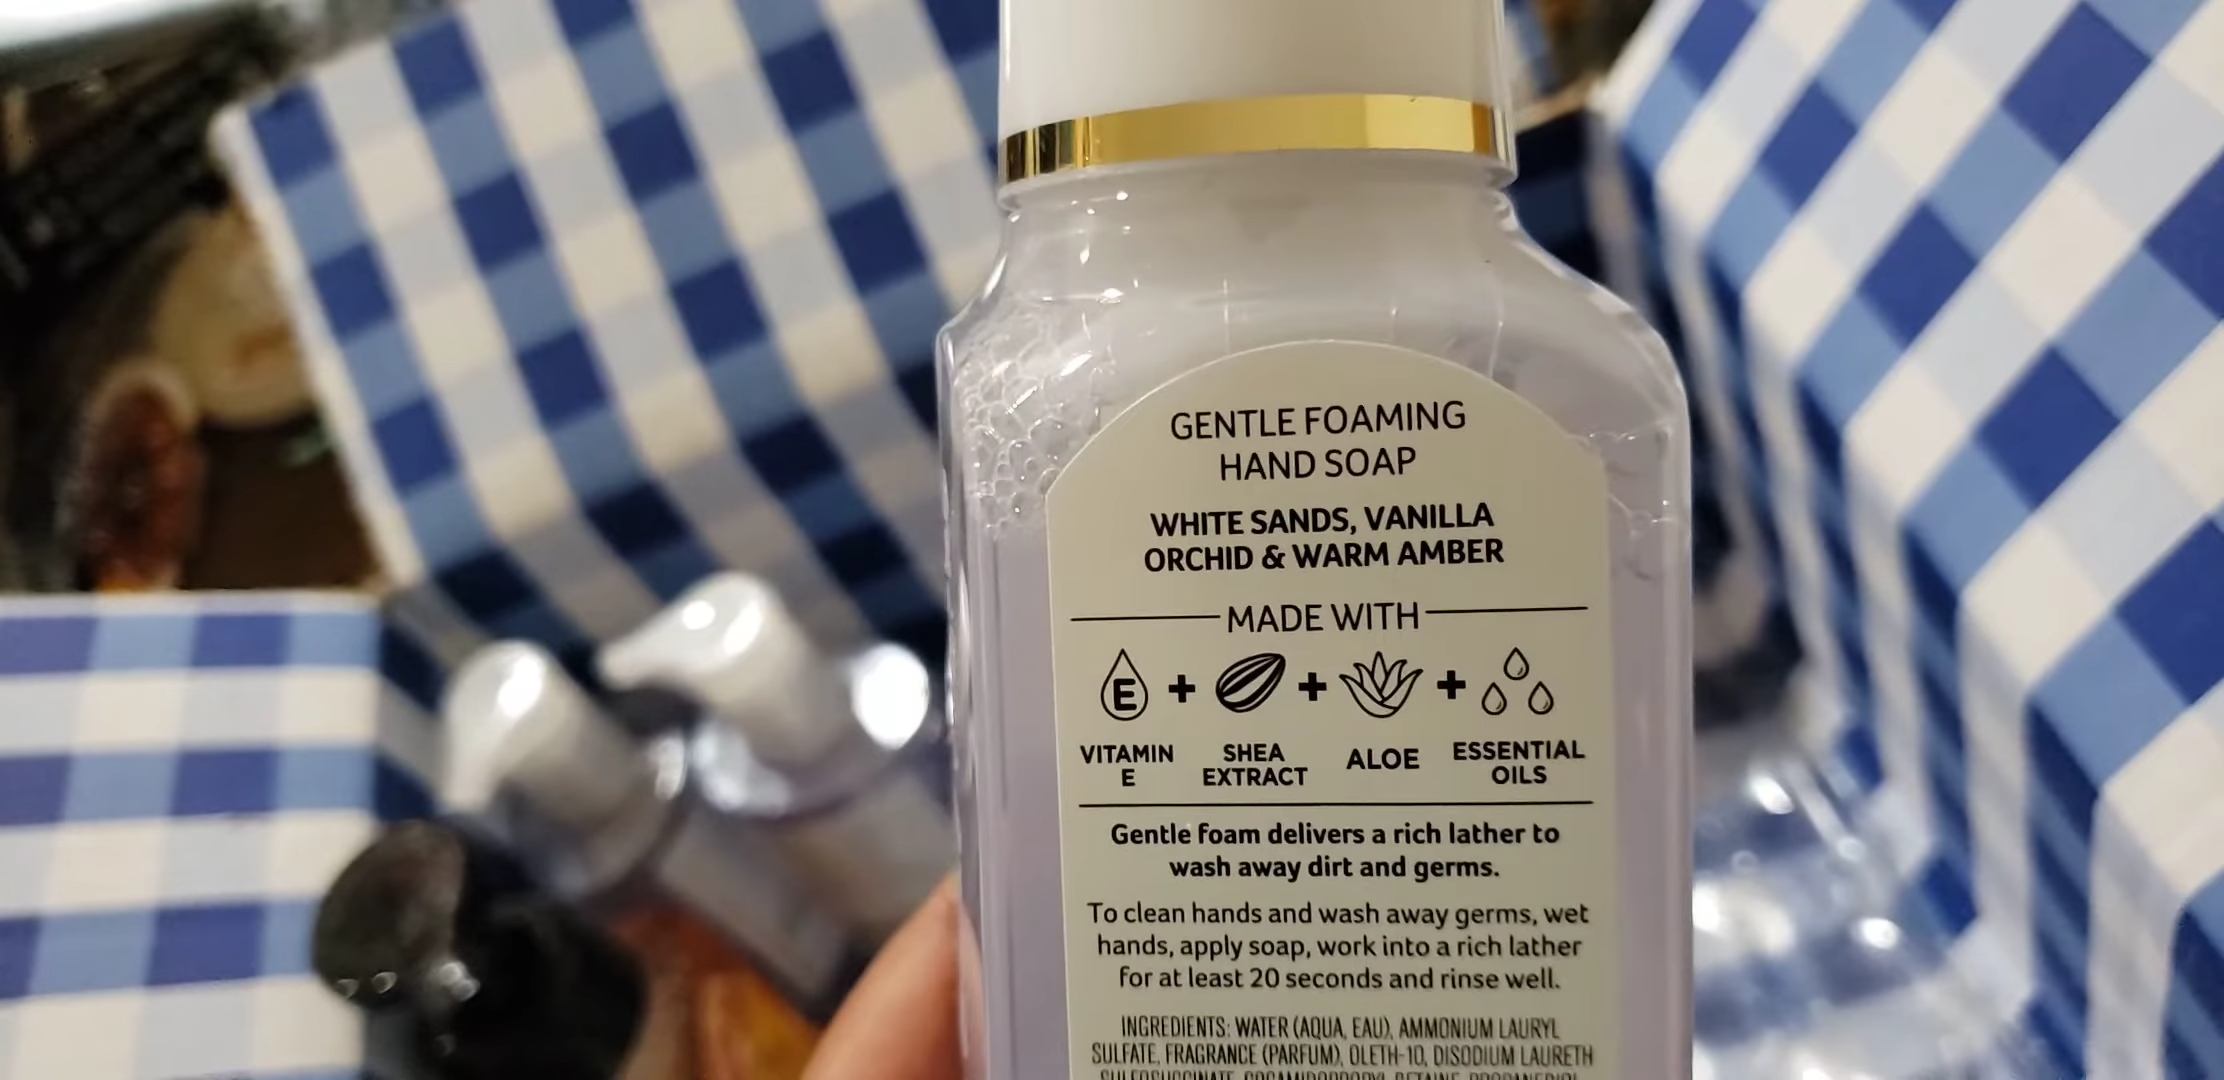 GENTLE FOAMING
HAND SOAP
WHITE SANDS, VANILLA
ORCHID & WARM AMBER
MADE WITH
E
VITAMIN E
SHEA EXTRACT
ALOE
ESSENTIAL OILS
Gentle foam delivers a rich lather to
wash away dirt and germs.
To clean hands and wash away germs, wet
hands, apply soap, work into a rich lather
for at least 20 seconds and rinse well.
INGREDIENTS: WATER (AQUA, EAU), AMMONIUM LAURYL
SULFATE, FRAGRANCE (PARFUM), OLETH-10, DISODIUM LAURETH